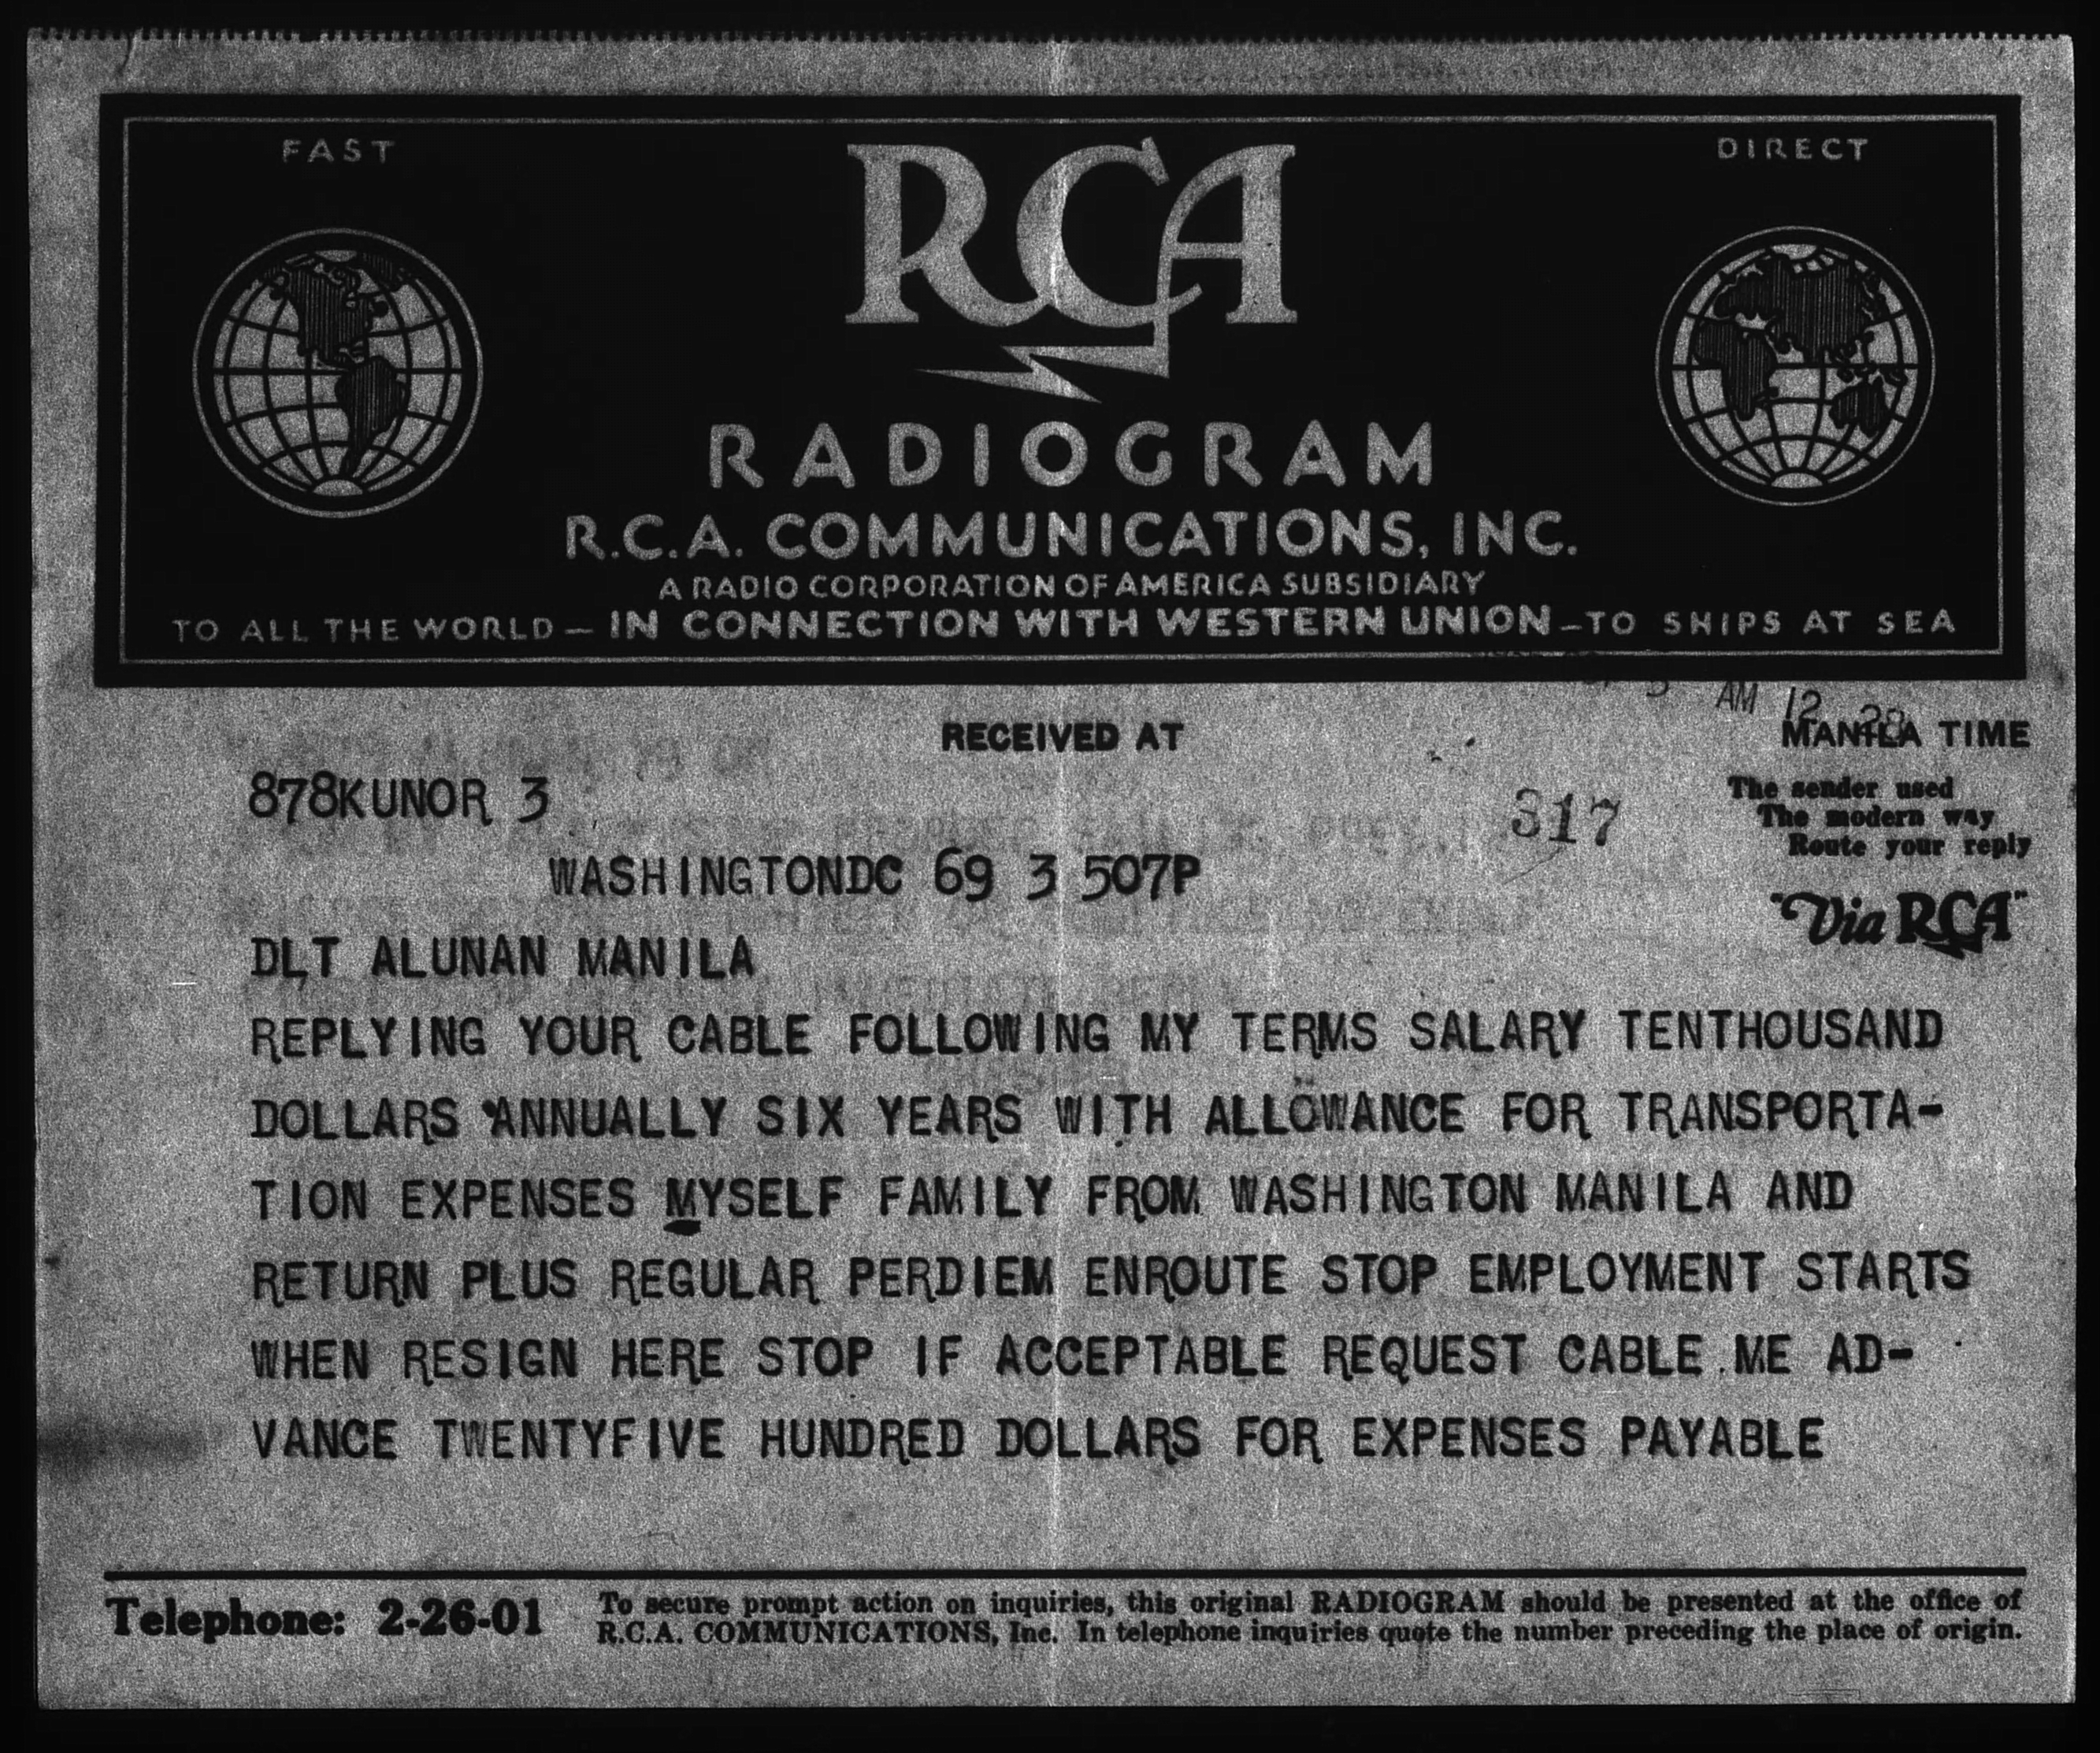 FAST
DIRECT
RCA
RADIOGRAM
R.C.A. COMMUNICATIONS, INC.
A RADIO CORPORATION OF AMERICA SUBSIDIARY
TO ALL THE WORLD — IN CONNECTION WITH WESTERN UNION — TO SHIPS AT SEA
AM 12 28
RECEIVED AT
MANILA TIME
878KUNOR 3
317
The sender used
The modern way
Route your reply
"Via RCA"
WASHINGTONDC 69 3 507P
DLT ALUNAN MANILA
REPLYING YOUR CABLE FOLLOWING MY TERMS SALARY TENTHOUSAND
DOLLARS ANNUALLY SIX YEARS WITH ALLOWANCE FOR TRANSPORTA-
TION EXPENSES MYSELF FAMILY FROM WASHINGTON MANILA AND
RETURN PLUS REGULAR PERDIEM ENROUTE STOP EMPLOYMENT STARTS
WHEN RESIGN HERE STOP IF ACCEPTABLE REQUEST CABLE ME AD-
VANCE TWENTYFIVE HUNDRED DOLLARS FOR EXPENSES PAYABLE
Telephone: 2-26-01
To secure prompt action on inquiries, this original RADIOGRAM should be presented at the office of
R.C.A. COMMUNICATIONS, Inc. In telephone inquiries quote the number preceding the place of origin.